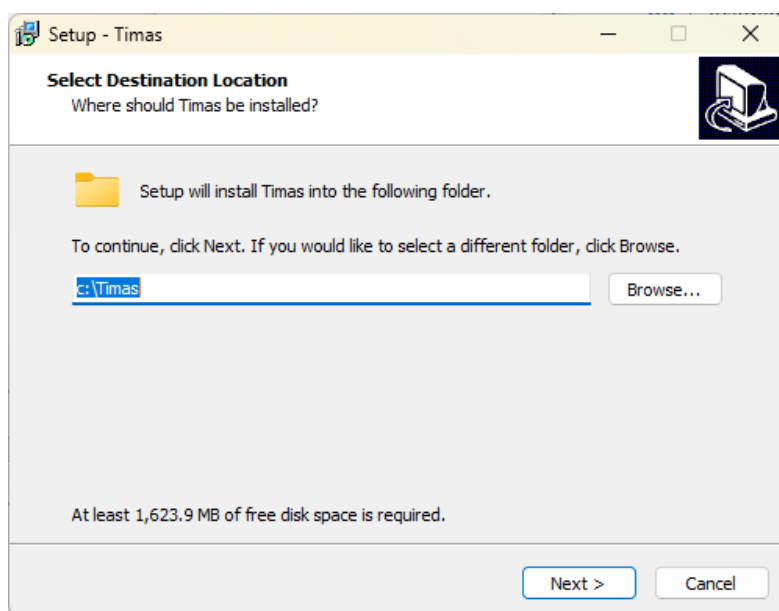 Setup - Timas
Select Destination Location
Where should Timas be installed?
Setup will install Timas into the following folder.
To continue, click Next. If you would like to select a different folder, click Browse.
c:\Timas
Browse...
At least 1,623.9 MB of free disk space is required.
Next >
Cancel